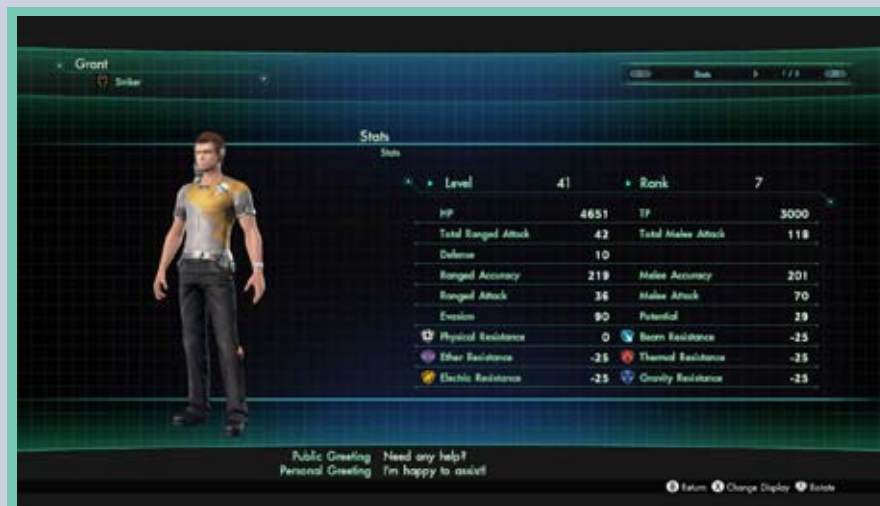 Grant
Striker
Stats 1 / 8
Stats
Stats
Level 41 Rank 7
HP 4651 TP 3000
Total Ranged Attack 42 Total Melee Attack 118
Defense 10
Ranged Accuracy 219 Melee Accuracy 201
Ranged Attack 36 Melee Attack 70
Evasion 90 Potential 29
Physical Resistance 0 Beam Resistance -25
Ether Resistance -25 Thermal Resistance -25
Electric Resistance -25 Gravity Resistance -25
Public Greeting Need any help?
Personal Greeting I'm happy to assist!
Return X Change Display Rotate